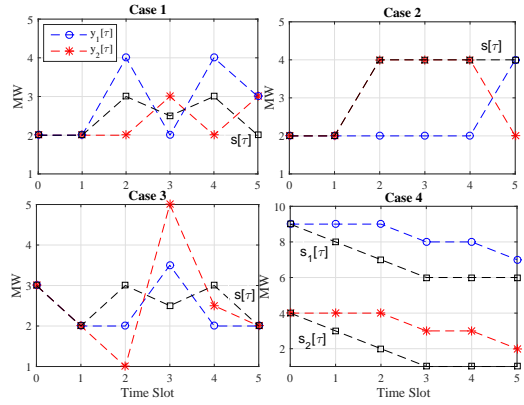 Case 1
5
4
3
2
1
0 1 2 3 4 5
MW
y₁[τ]
y₂[τ]
s[τ]
Case 2
5
4
3
2
1
0 1 2 3 4 5
MW
s[τ]
Case 3
5
4
3
2
1
0 1 2 3 4 5
MW
s[τ]
Time Slot
Case 4
10
8
6
4
2
0 1 2 3 4 5
MW
s₁[τ]
s₂[τ]
Time Slot